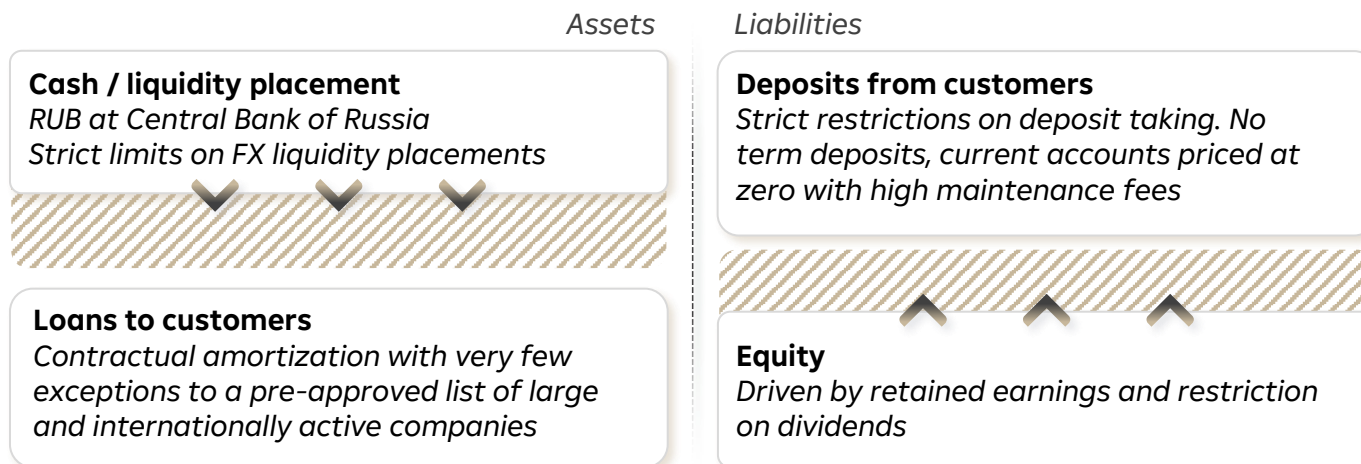 Assets
Cash / liquidity placement
RUB at Central Bank of Russia
Strict limits on FX liquidity placements
Loans to customers
Contractual amortization with very few
exceptions to a pre-approved list of large
and internationally active companies
Liabilities
Deposits from customers
Strict restrictions on deposit taking. No
term deposits, current accounts priced at
zero with high maintenance fees
Equity
Driven by retained earnings and restriction
on dividends